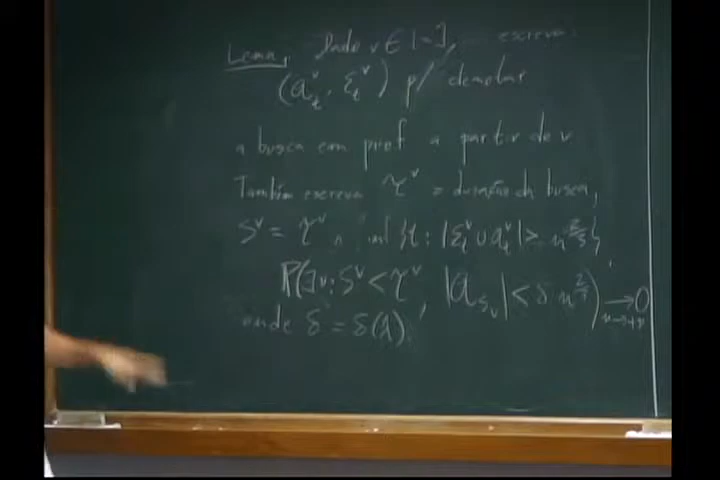 Lema. Dado v ∈ [n], escreva
(a_t^v, ξ_t^v) p/ denotar
a busca em prof a partir de v
Também escreva τ^v = duração da busca,
S^v = τ^v ∧ inf{t: |ξ_t^v ∪ a_t^v| ≥ n^{2/3}},
P(∃v: S^v < τ^v, |a_{S_v}| < δ n^{2/3}) → 0
n→+∞
onde δ = δ(λ).